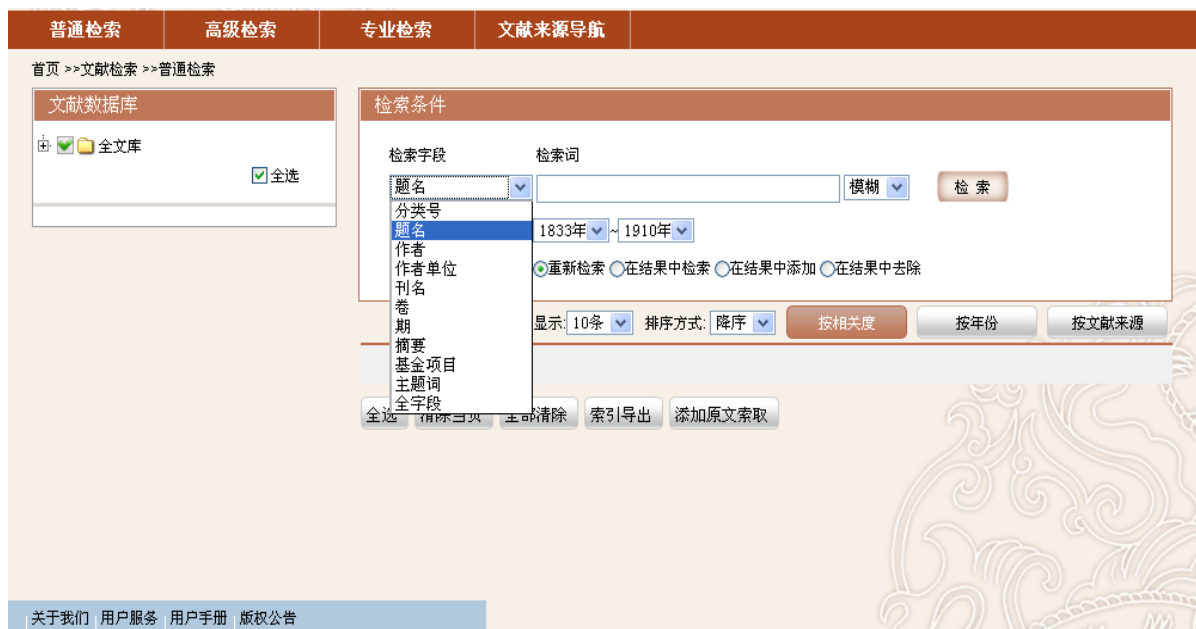 普通检索 高级检索 专业检索 文献来源导航
首页 >>文献检索 >>普通检索
文献数据库
全文库
全选
检索条件
检索字段 检索词
题名 模糊 检 索
分类号
题名
作者
作者单位
刊名
卷
期
摘要
基金项目
主题词
全字段
1833年 ~ 1910年
重新检索 在结果中检索 在结果中添加 在结果中去除
显示: 10条 排序方式: 降序 按相关度 按年份 按文献来源
全选 清除当页 全部清除 索引导出 添加原文索取
关于我们 用户服务 用户手册 版权公告